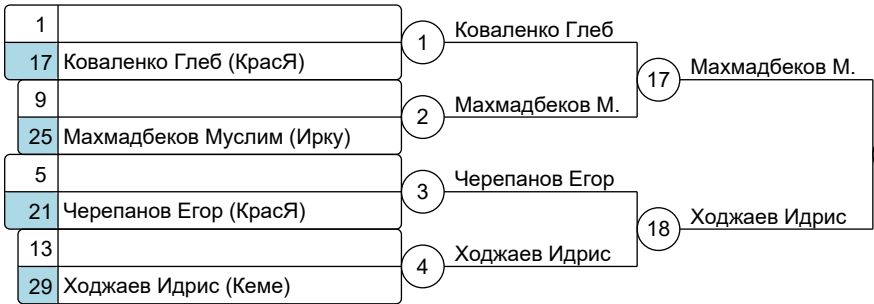 1
17 Коваленко Глеб (КрасЯ)
9
25 Махмадбеков Муслим (Ирку)
5
21 Черепанов Егор (КрасЯ)
13
29 Ходжаев Идрис (Кеме)
1 Коваленко Глеб
2 Махмадбеков М.
3 Черепанов Егор
4 Ходжаев Идрис
17 Махмадбеков М.
18 Ходжаев Идрис